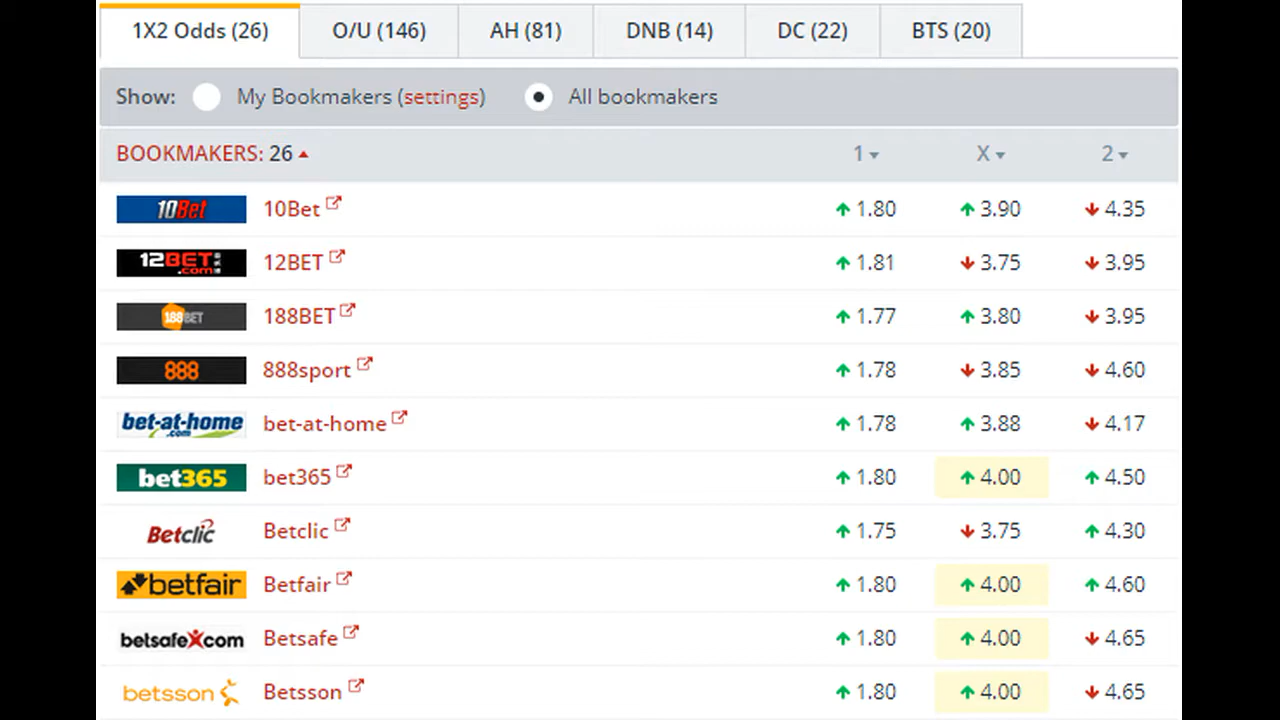 1X2 Odds (26) O/U (146) AH (81) DNB (14) DC (22) BTS (20)
Show: My Bookmakers (settings) All bookmakers
BOOKMAKERS: 26 1 X 2
10Bet 10Bet 1.80 3.90 4.35
12BET.com 12BET 1.81 3.75 3.95
188BET 188BET 1.77 3.80 3.95
888 888sport 1.78 3.85 4.60
bet-at-home.com bet-at-home 1.78 3.88 4.17
bet365 bet365 1.80 4.00 4.50
Betclic Betclic 1.75 3.75 4.30
betfair Betfair 1.80 4.00 4.60
betsafe.com Betsafe 1.80 4.00 4.65
betsson Betsson 1.80 4.00 4.65